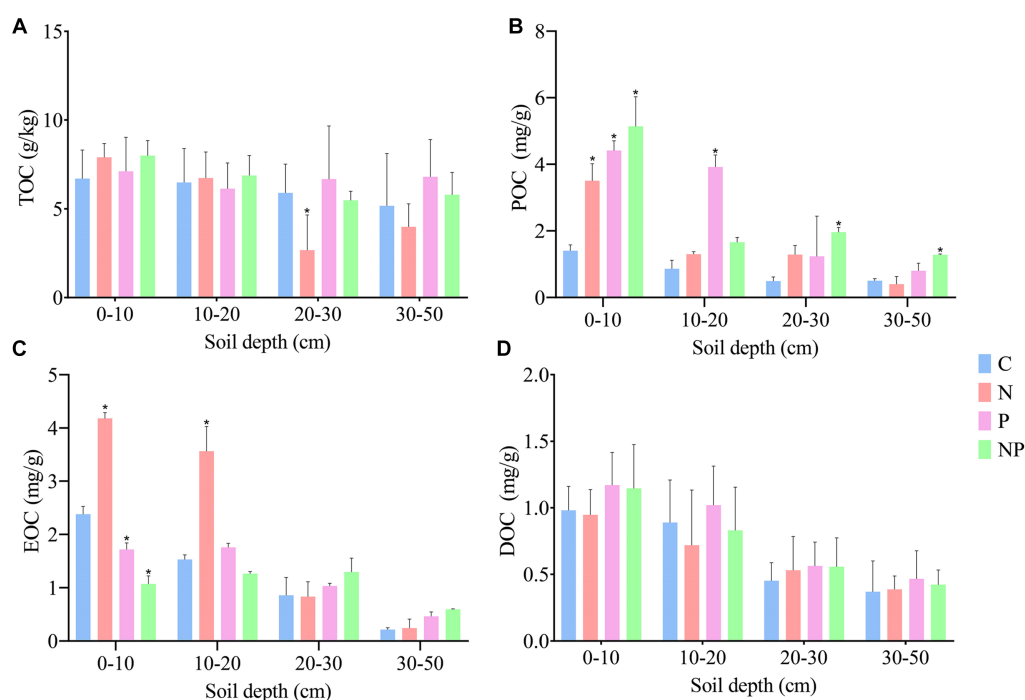 A
TOC (g/kg)
15
10
5
0
*
0-10 10-20 20-30 30-50
Soil depth (cm)
B
POC (mg/g)
8
6
4
2
0
* * * * * *
0-10 10-20 20-30 30-50
Soil depth (cm)
C
EOC (mg/g)
5
4
3
2
1
0
* * * *
0-10 10-20 20-30 30-50
Soil depth (cm)
D
DOC (mg/g)
2.0
1.5
1.0
0.5
0.0
0-10 10-20 20-30 30-50
Soil depth (cm)
C
N
P
NP